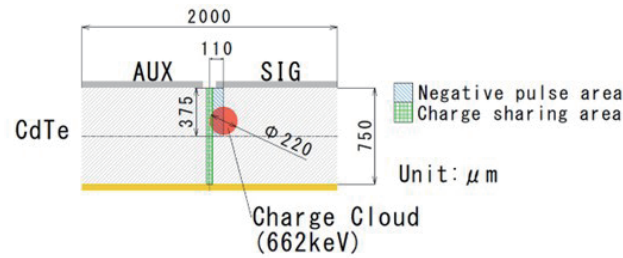 2000
110
AUX
SIG
Negative pulse area
Charge sharing area
CdTe
375
Φ220
750
Unit:μm
Charge Cloud
(662keV)